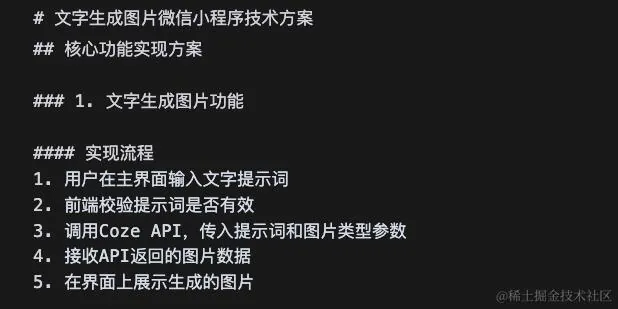 # 文字生成图片微信小程序技术方案
## 核心功能实现方案
### 1. 文字生成图片功能
#### 实现流程
1. 用户在主界面输入文字提示词
2. 前端校验提示词是否有效
3. 调用Coze API，传入提示词和图片类型参数
4. 接收API返回的图片数据
5. 在界面上展示生成的图片
@稀土掘金技术社区